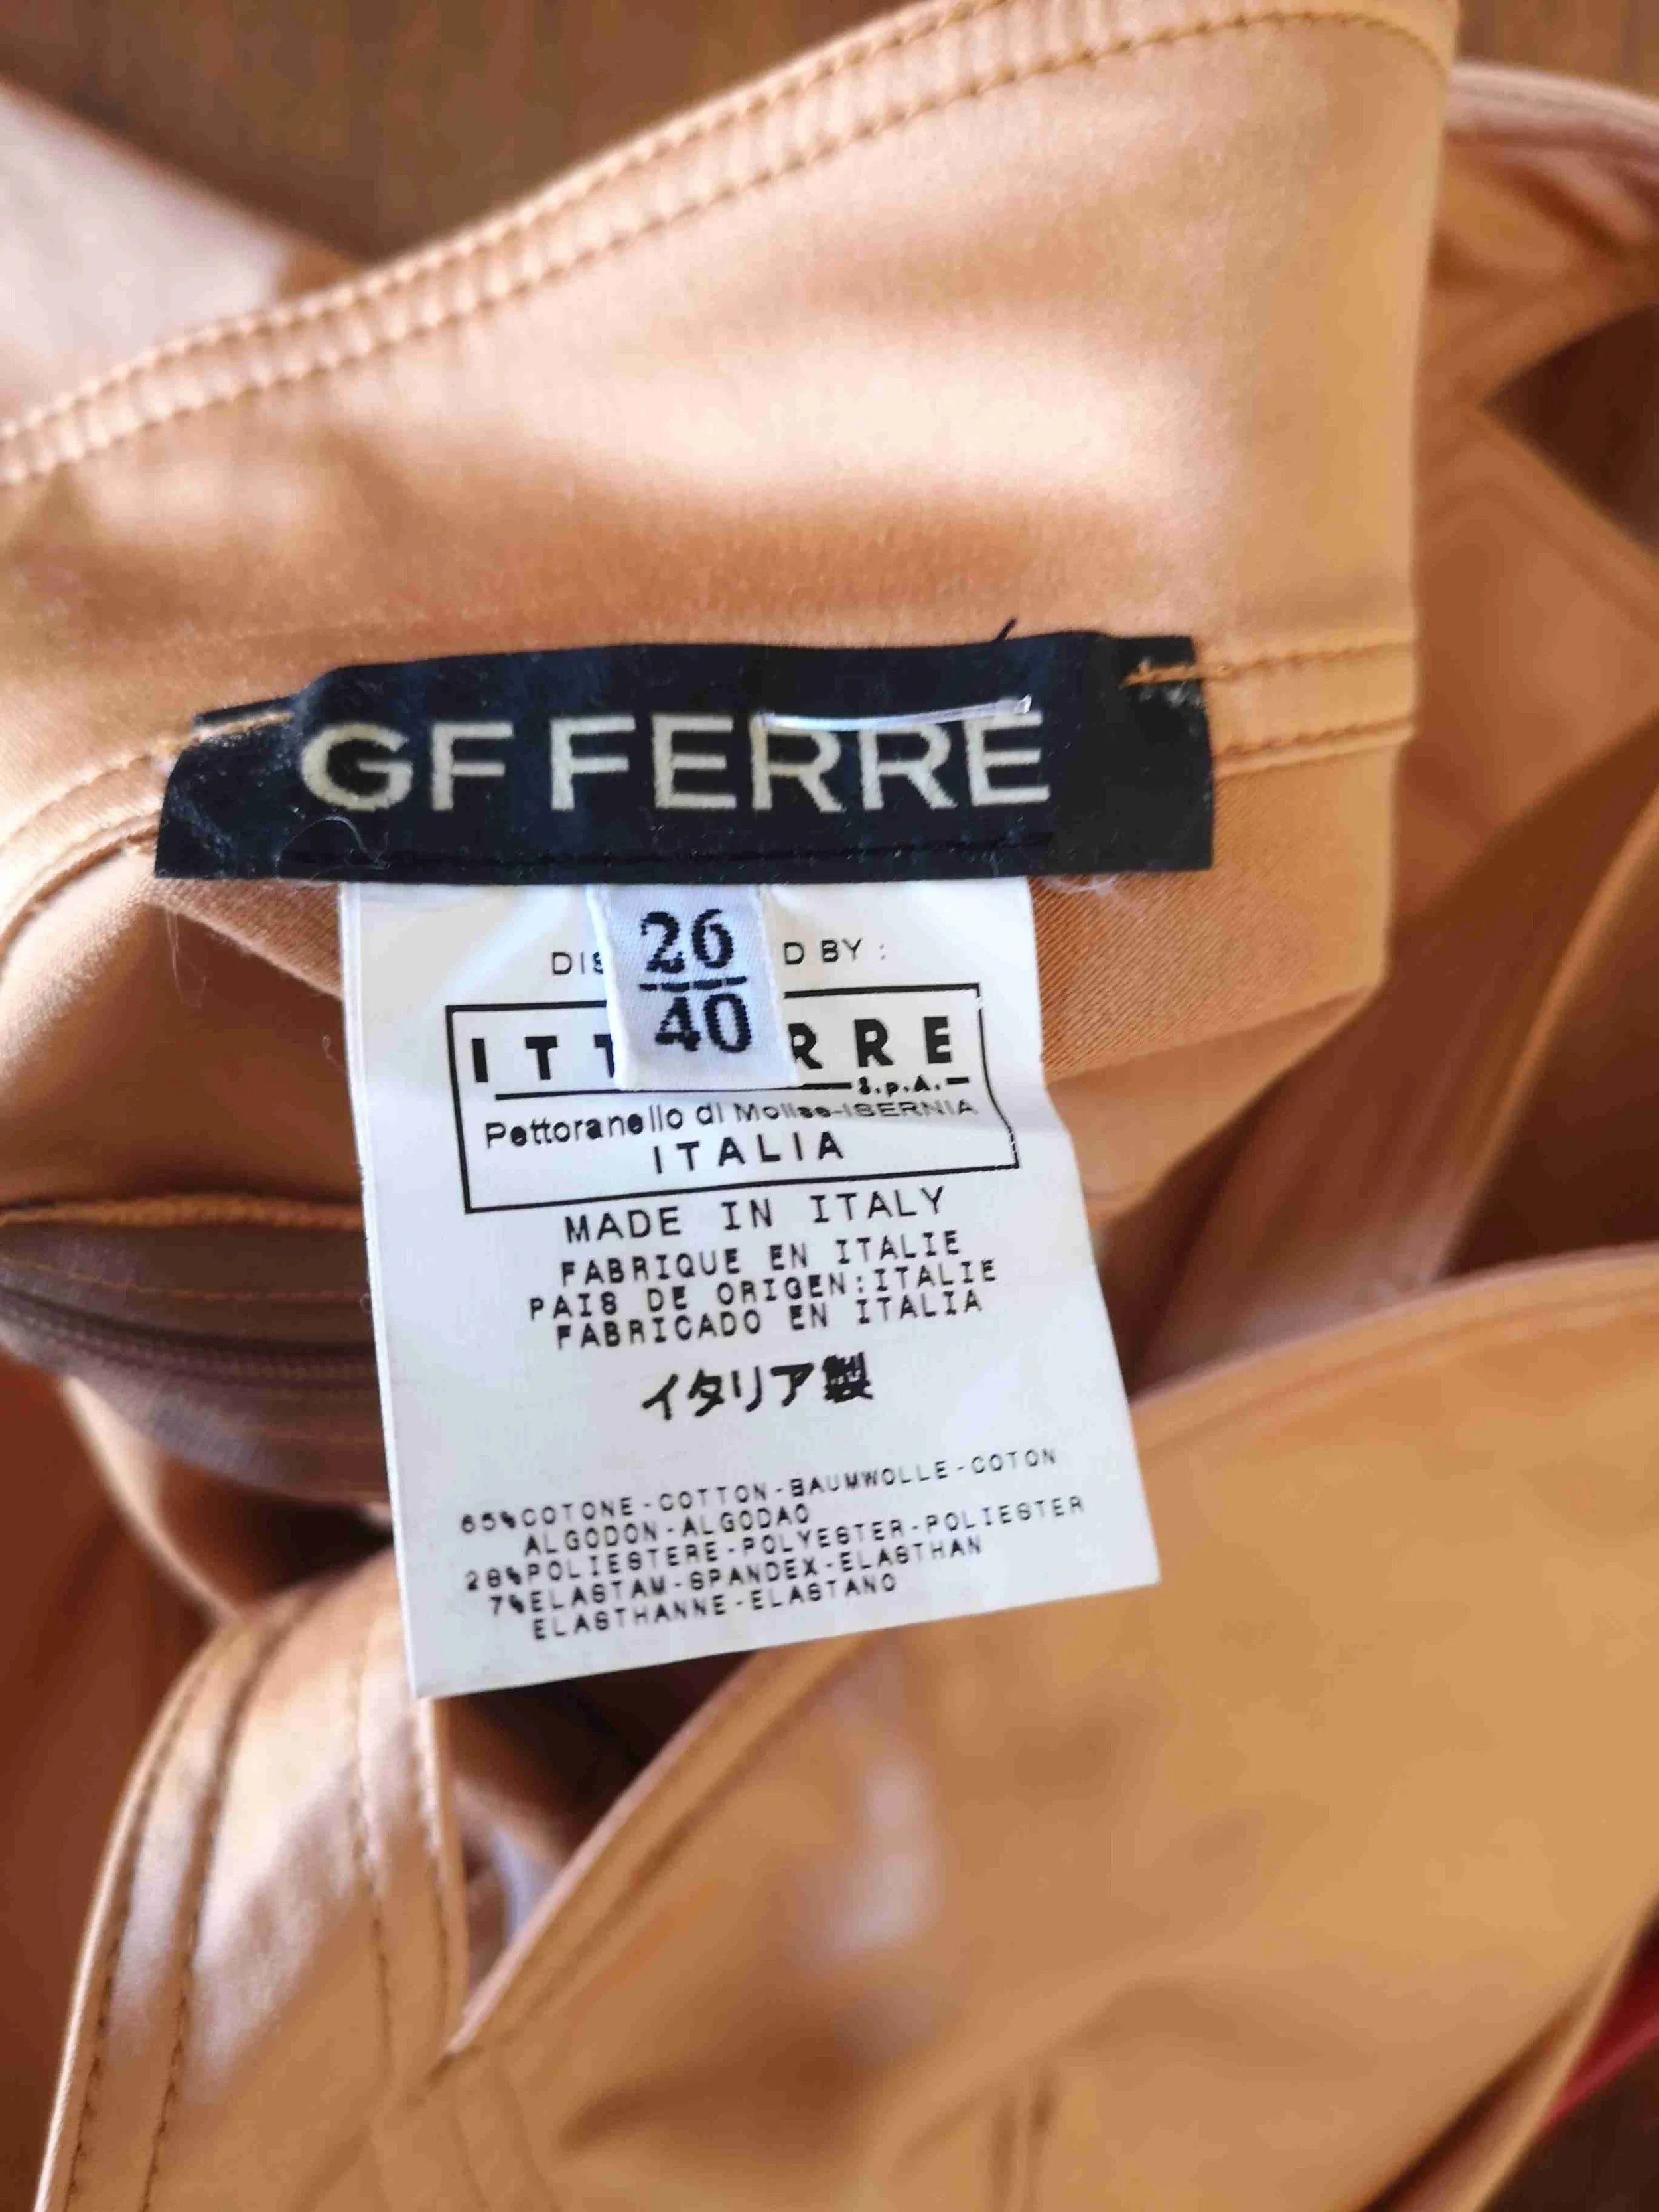 GF FERRE
26
40
DIS D BY :
ITT RRE
S.p.A.
Pettoranello di Molise-ISERNIA
ITALIA
MADE IN ITALY
FABRIQUE EN ITALIE
PAIS DE ORIGEN:ITALIE
FABRICADO EN ITALIA
イタリア製
65%COTONE-COTTON-BAUMWOLLE-COTON
ALGODON-ALGODAO
28%POLIESTERE-POLYESTER-POLIESTER
7%ELASTAM-SPANDEX-ELASTHAN
ELASTHANNE-ELASTANO